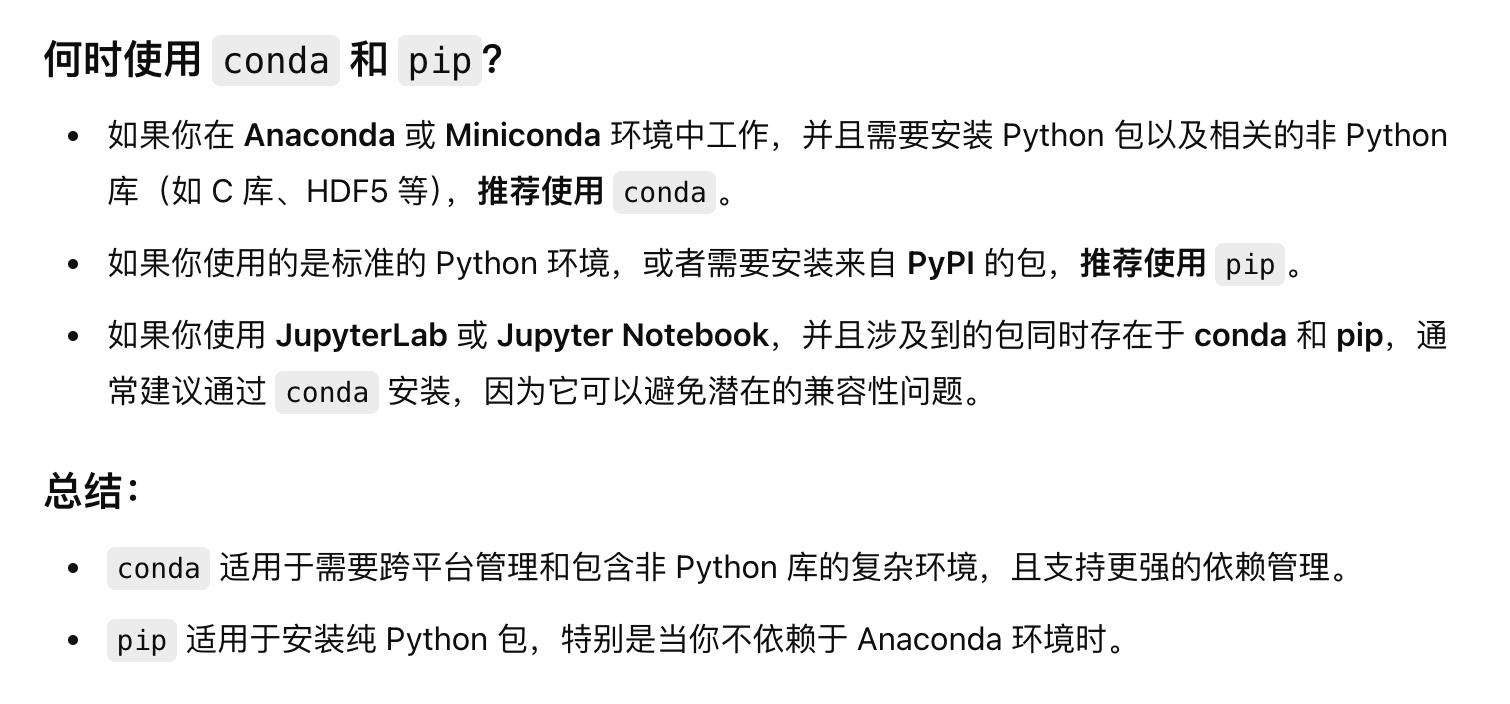 何时使用 conda 和 pip？
• 如果你在 Anaconda 或 Miniconda 环境中工作，并且需要安装 Python 包以及相关的非 Python
库（如 C 库、HDF5 等），推荐使用 conda。
• 如果你使用的是标准的 Python 环境，或者需要安装来自 PyPI 的包，推荐使用 pip。
• 如果你使用 JupyterLab 或 Jupyter Notebook，并且涉及到的包同时存在于 conda 和 pip，通
常建议通过 conda 安装，因为它可以避免潜在的兼容性问题。
总结：
• conda 适用于需要跨平台管理和包含非 Python 库的复杂环境，且支持更强的依赖管理。
• pip 适用于安装纯 Python 包，特别是当你不依赖于 Anaconda 环境时。